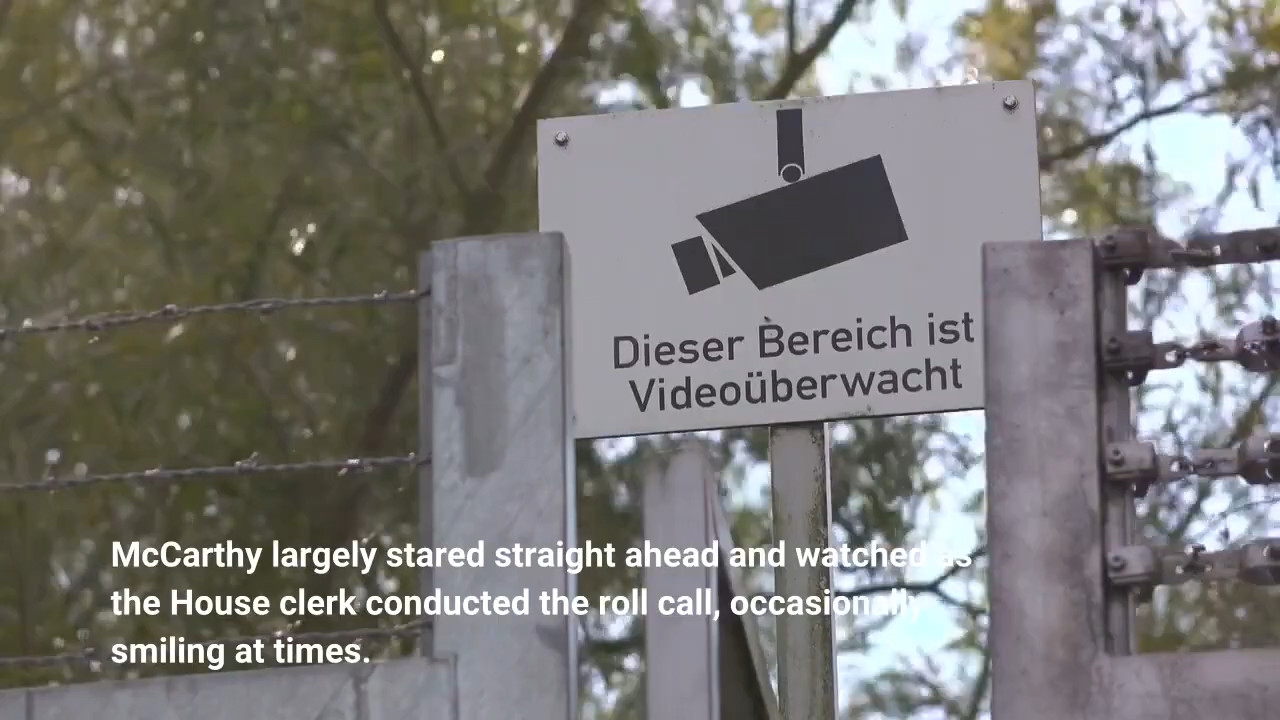 Dieser Bereich ist
Videoüberwacht
McCarthy largely stared straight ahead and watched as
the House clerk conducted the roll call, occasionally
smiling at times.